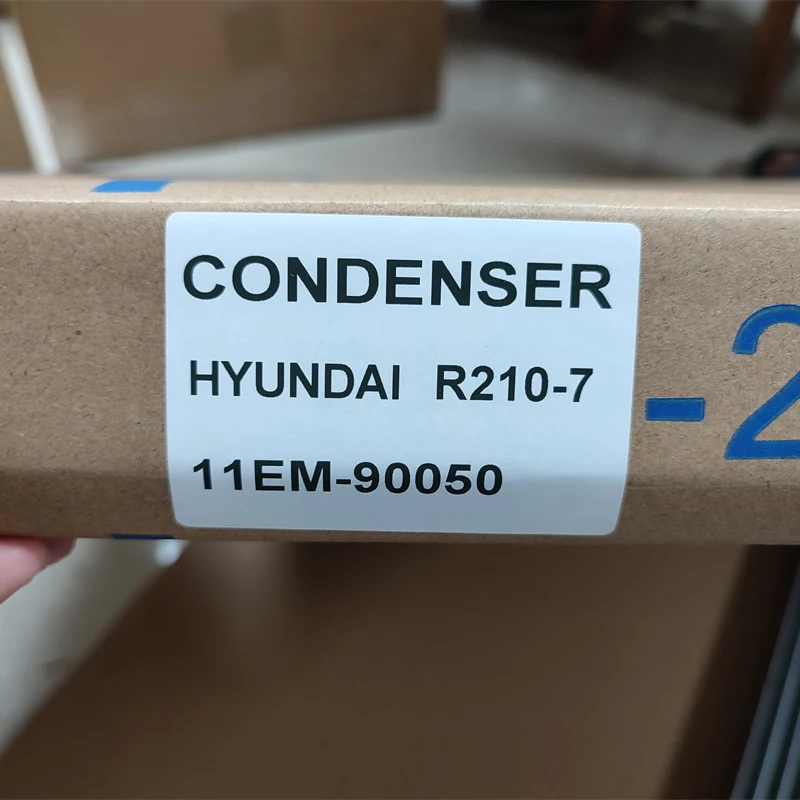 CONDENSER
HYUNDAI R210-7
11EM-90050
-2